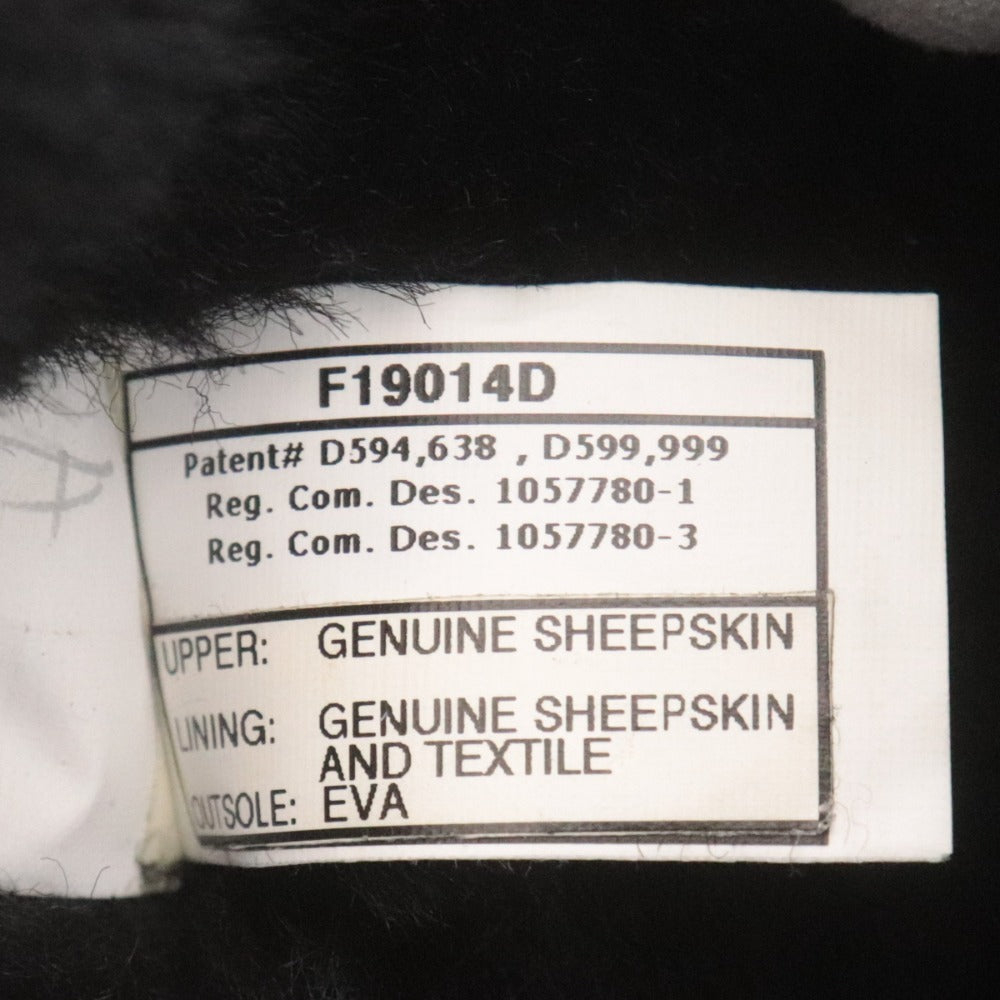 F19014D
Patent# D594,638 , D599,999
Reg. Com. Des. 1057780-1
Reg. Com. Des. 1057780-3
UPPER: GENUINE SHEEPSKIN
LINING: GENUINE SHEEPSKIN
AND TEXTILE
OUTSOLE: EVA